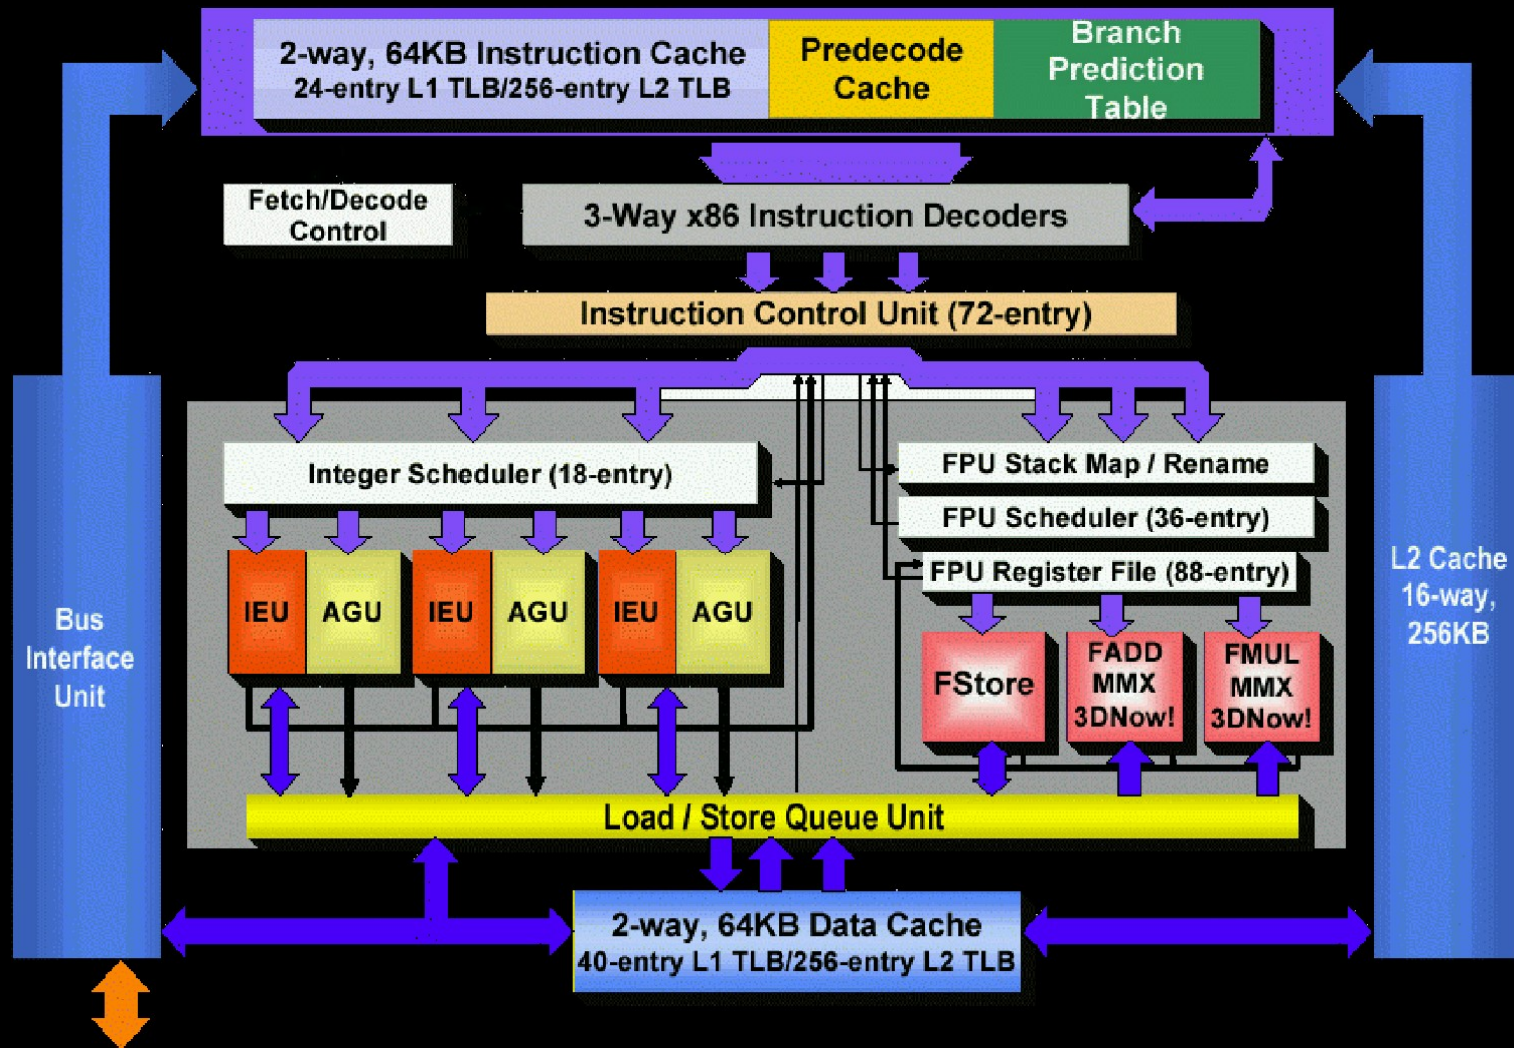 2-way, 64KB Instruction Cache
24-entry L1 TLB/256-entry L2 TLB
Predecode
Cache
Branch
Prediction
Table
Fetch/Decode
Control
3-Way x86 Instruction Decoders
Instruction Control Unit (72-entry)
Integer Scheduler (18-entry)
FPU Stack Map / Rename
FPU Scheduler (36-entry)
FPU Register File (88-entry)
IEU
AGU
IEU
AGU
IEU
AGU
FStore
FADD
MMX
3DNow!
FMUL
MMX
3DNow!
Bus
Interface
Unit
L2 Cache
16-way,
256KB
Load / Store Queue Unit
2-way, 64KB Data Cache
40-entry L1 TLB/256-entry L2 TLB